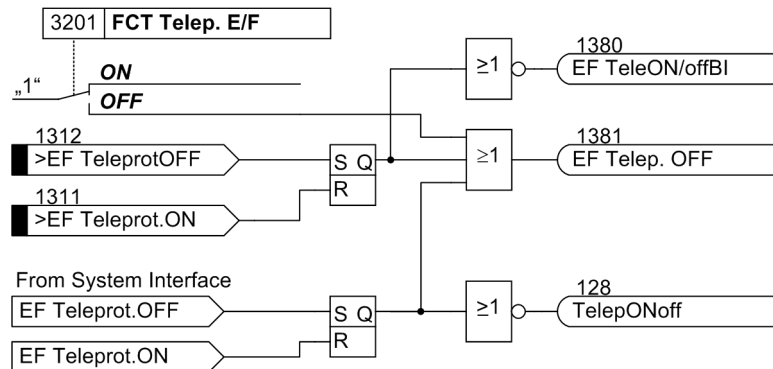 3201 FCT Telep. E/F
ON
„1“
OFF
≥1
1380
EF TeleON/offBI
1312
>EF TeleprotOFF
S Q
R
≥1
1381
EF Telep. OFF
1311
>EF Teleprot.ON
From System Interface
EF Teleprot.OFF
S Q
R
≥1
128
TelepONoff
EF Teleprot.ON